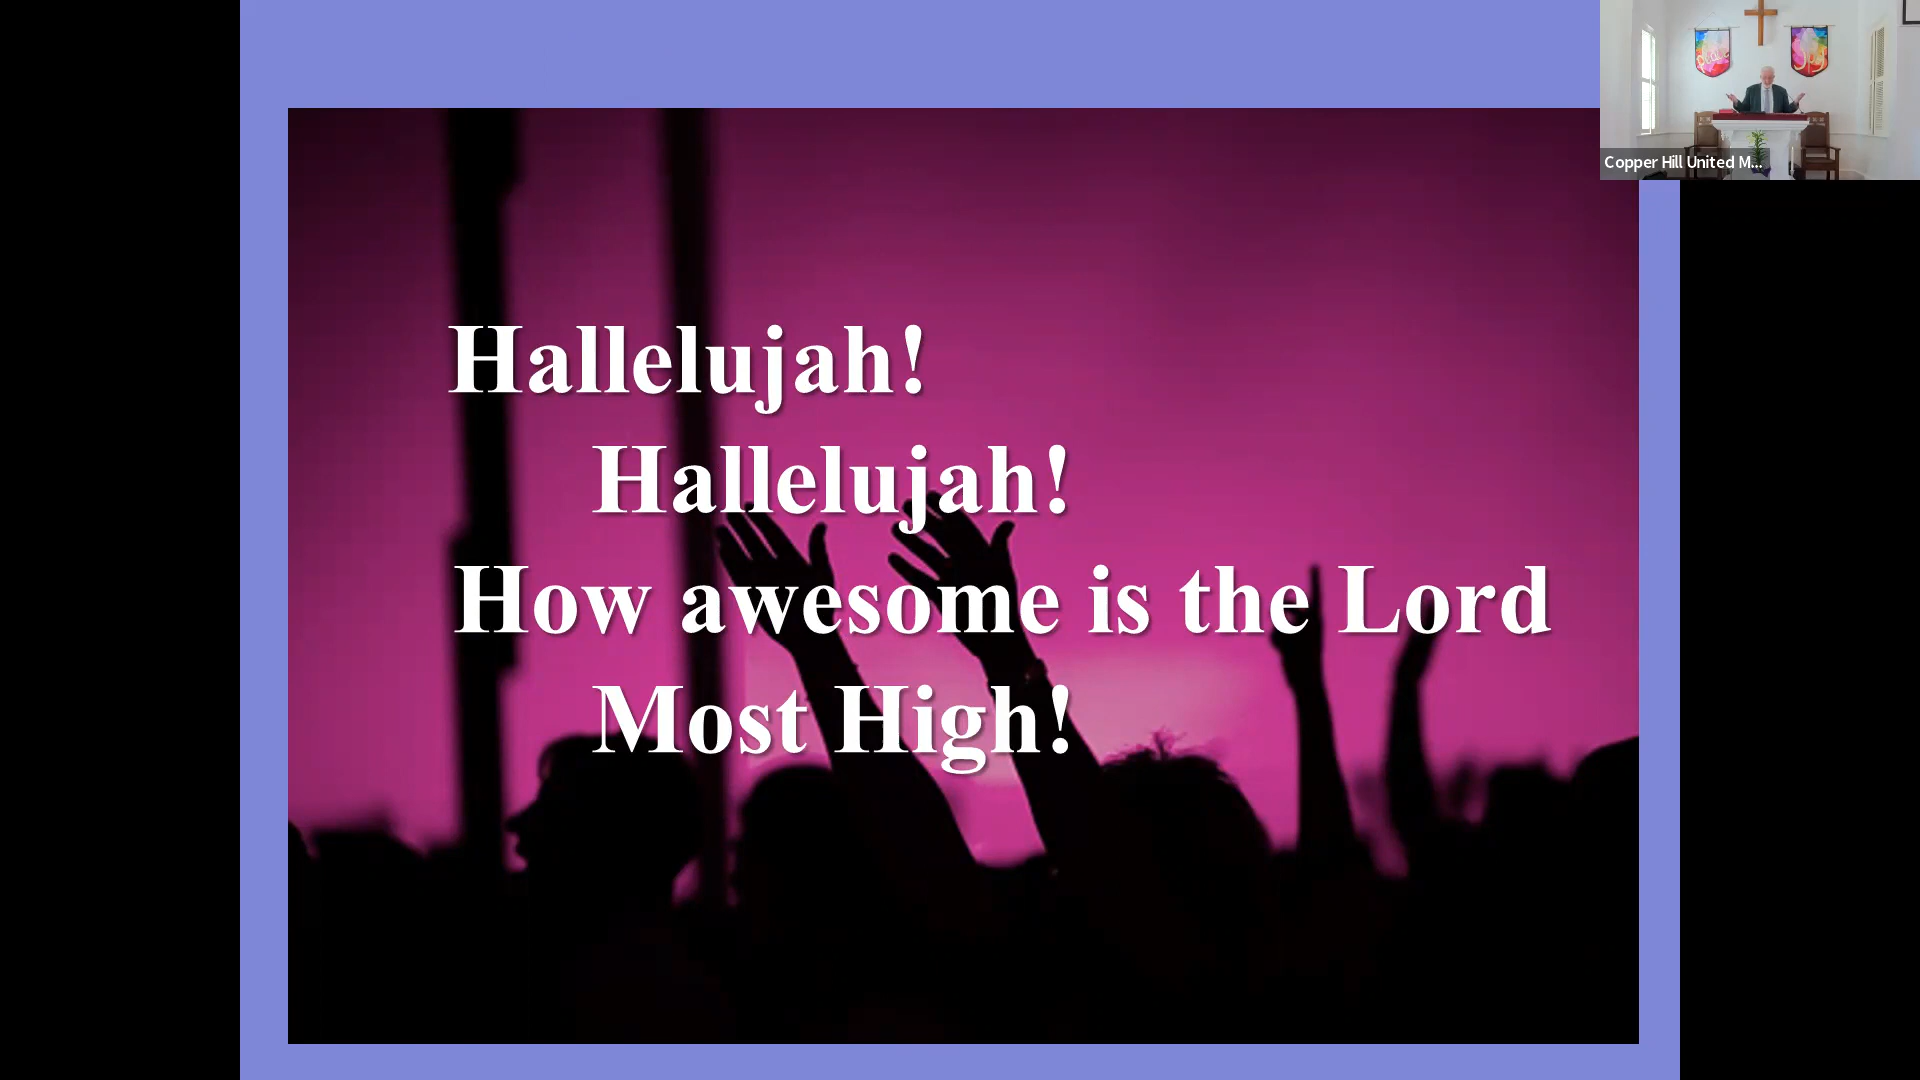 Hallelujah!
Hallelujah!
How awesome is the Lord
Most High!
Copper Hill United M...